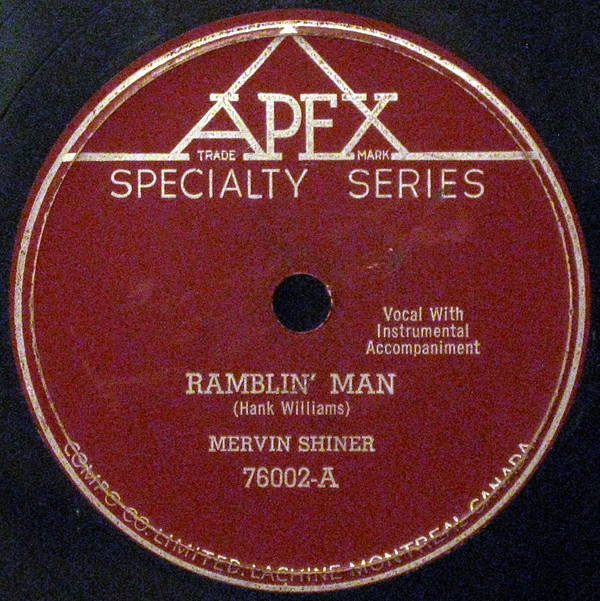 APEX
TRADE MARK
SPECIALTY SERIES
Vocal With
Instrumental
Accompaniment
RAMBLIN' MAN
(Hank Williams)
MERVIN SHINER
76002-A
COMPO CO. LIMITED. LACHINE MONTREAL CANADA